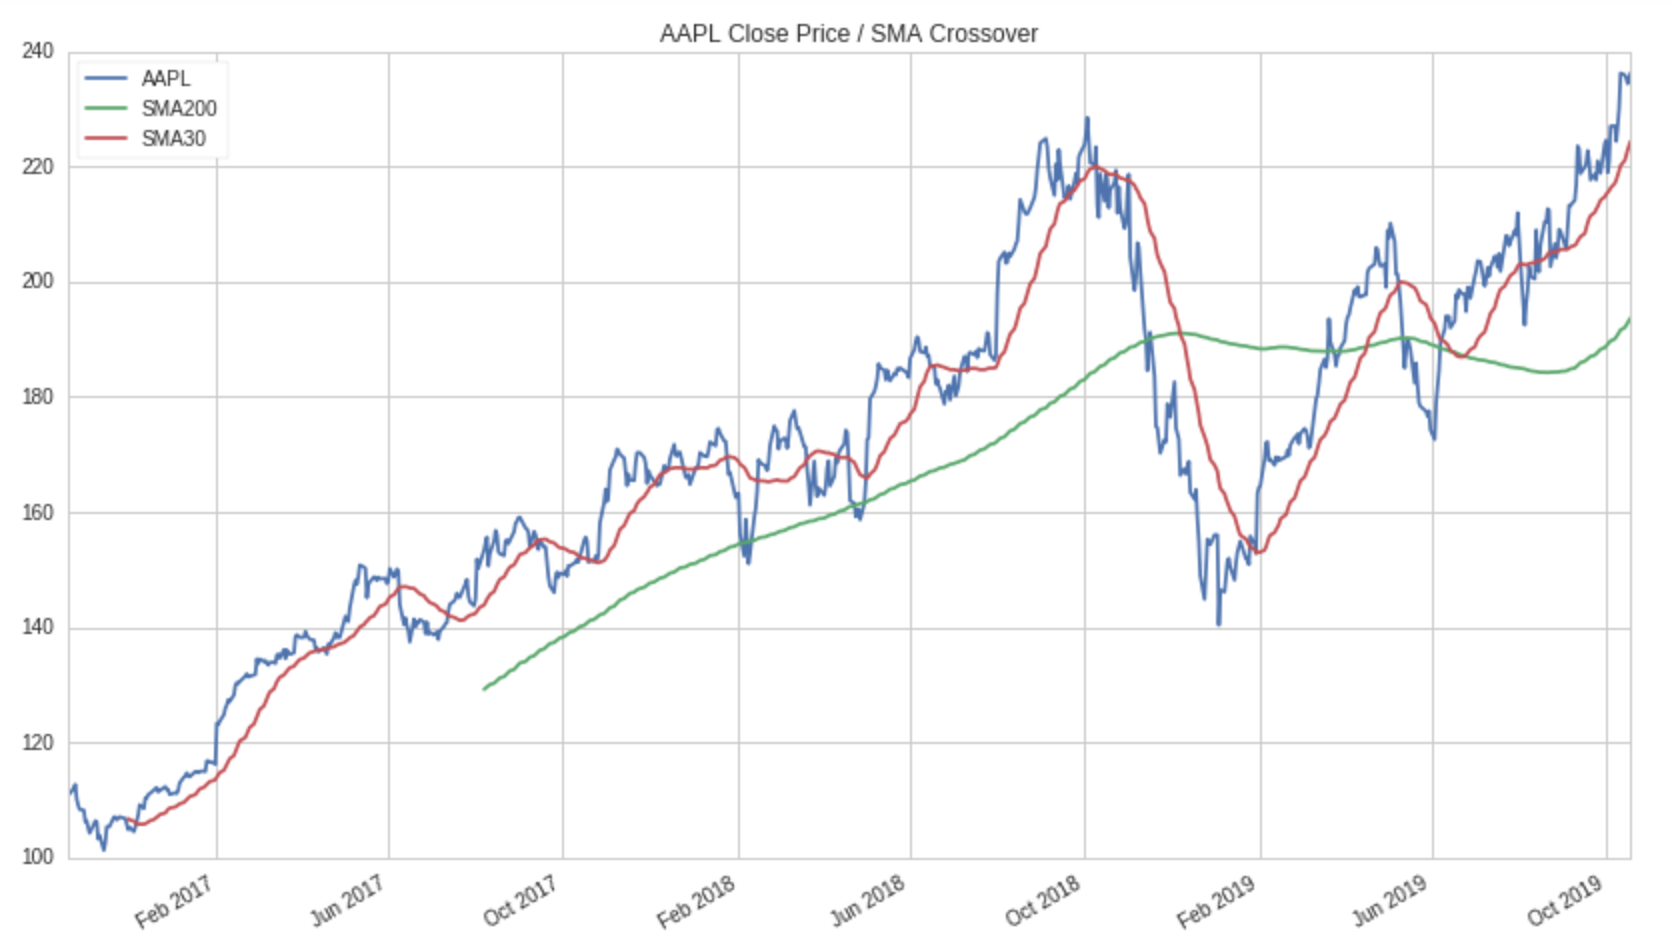 AAPL Close Price / SMA Crossover
240
AAPL
SMA200
SMA30
220
200
180
160
140
120
100
Feb 2017
Jun 2017
Oct 2017
Feb 2018
Jun 2018
Oct 2018
Feb 2019
Jun 2019
Oct 2019